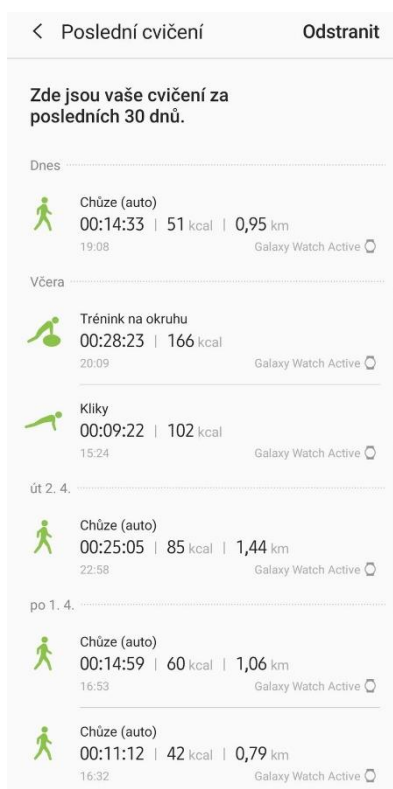 Poslední cvičení Odstranit
Zde jsou vaše cvičení za
posledních 30 dnů.
Dnes
Chůze (auto)
00:14:33 | 51 kcal | 0,95 km
19:08 Galaxy Watch Active
Včera
Trénink na okruhu
00:28:23 | 166 kcal
20:09 Galaxy Watch Active
Kliky
00:09:22 | 102 kcal
15:24 Galaxy Watch Active
út 2. 4.
Chůze (auto)
00:25:05 | 85 kcal | 1,44 km
22:58 Galaxy Watch Active
po 1. 4.
Chůze (auto)
00:14:59 | 60 kcal | 1,06 km
16:53 Galaxy Watch Active
Chůze (auto)
00:11:12 | 42 kcal | 0,79 km
16:32 Galaxy Watch Active